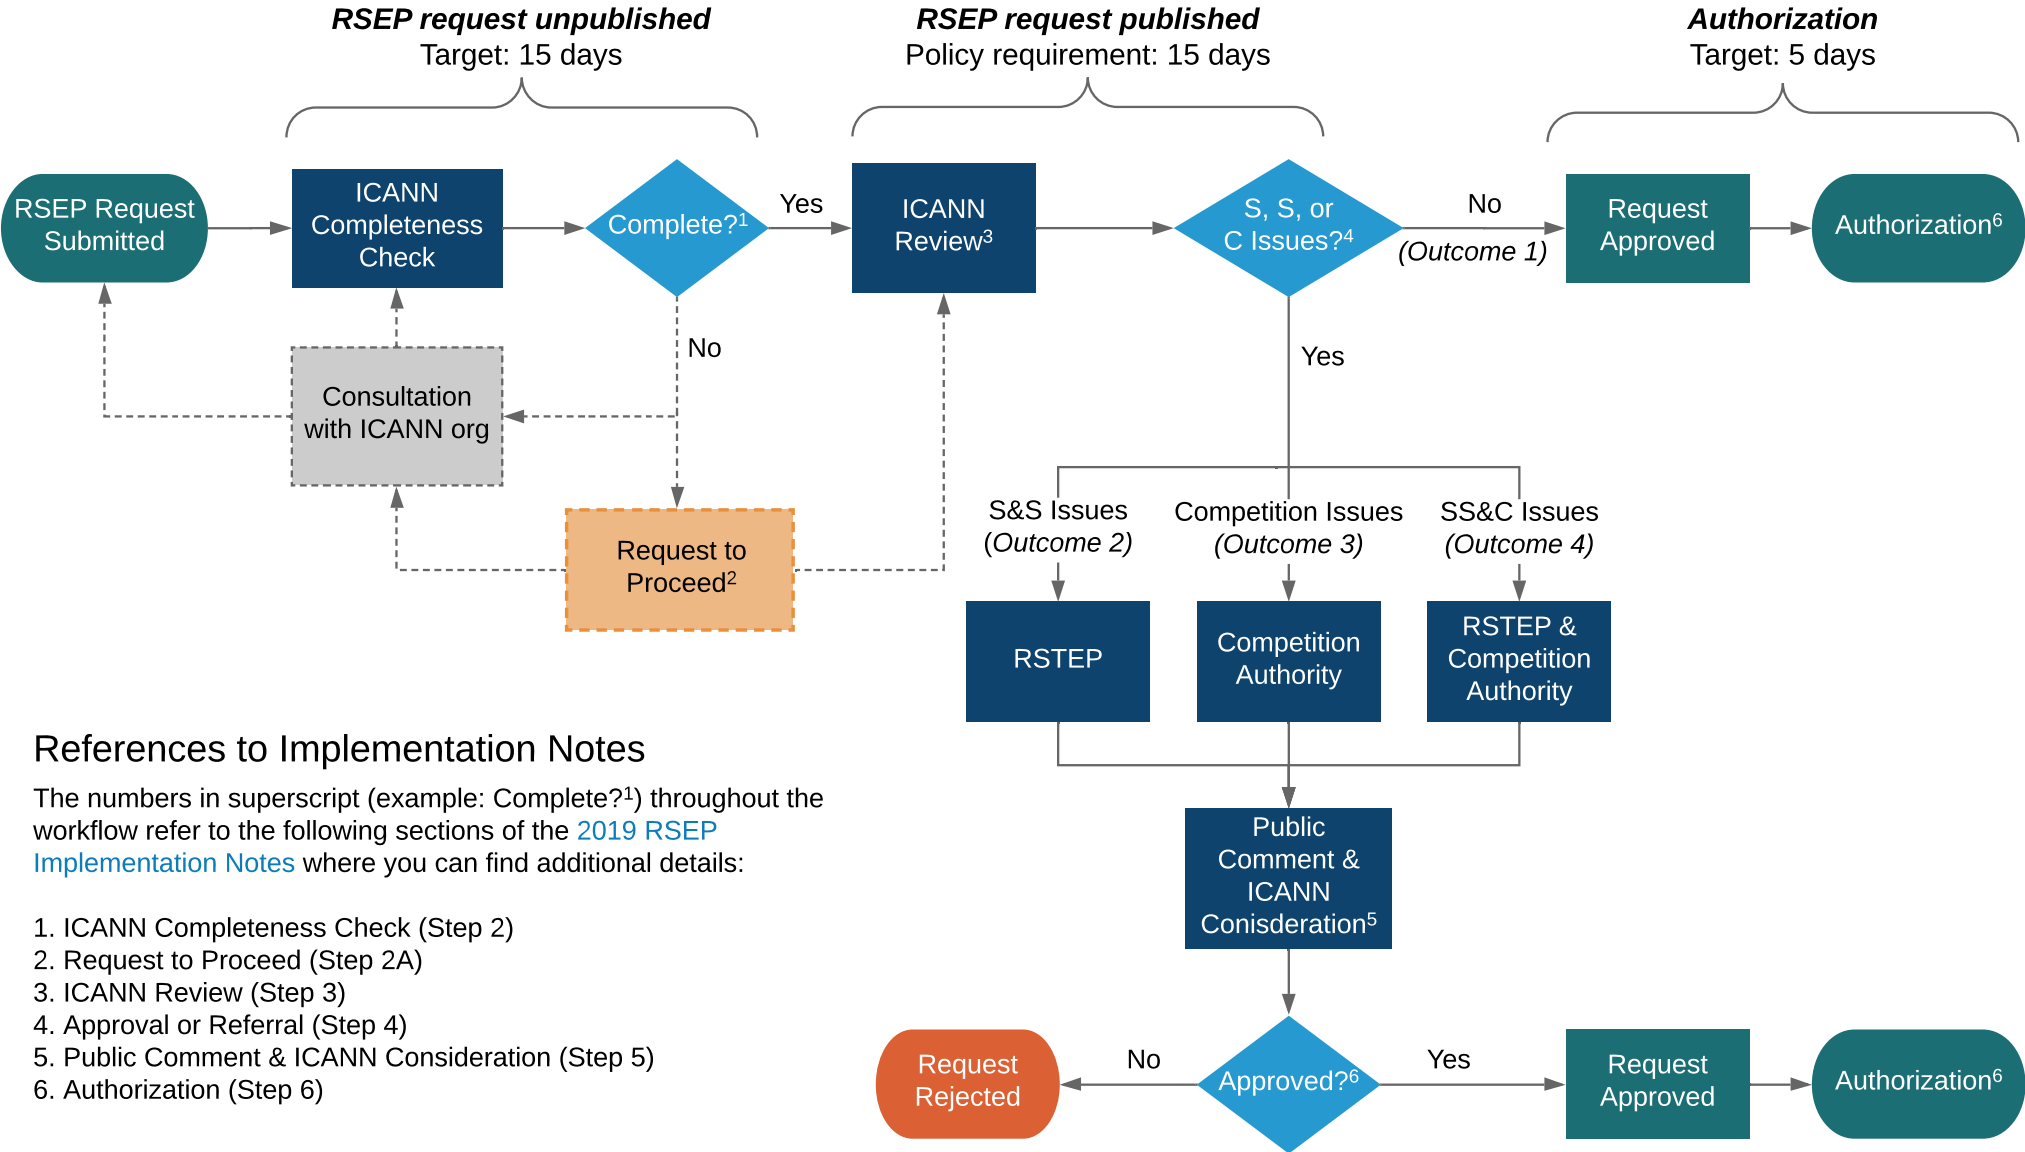 RSEP request unpublished
Target: 15 days
RSEP request published
Policy requirement: 15 days
Authorization
Target: 5 days
RSEP Request
Submitted
ICANN
Completeness
Check
Complete?¹
Yes
ICANN
Review³
S, S, or
C Issues?⁴
No
(Outcome 1)
Request
Approved
Authorization⁶
No
Consultation
with ICANN org
Request to
Proceed²
Yes
S&S Issues
(Outcome 2)
Competition Issues
(Outcome 3)
SS&C Issues
(Outcome 4)
RSTEP
Competition
Authority
RSTEP &
Competition
Authority
Public
Comment &
ICANN
Conisderation⁵
Approved?⁶
No
Request
Rejected
Yes
Request
Approved
Authorization⁶
References to Implementation Notes
The numbers in superscript (example: Complete?¹) throughout the
workflow refer to the following sections of the 2019 RSEP
Implementation Notes where you can find additional details:
1. ICANN Completeness Check (Step 2)
2. Request to Proceed (Step 2A)
3. ICANN Review (Step 3)
4. Approval or Referral (Step 4)
5. Public Comment & ICANN Consideration (Step 5)
6. Authorization (Step 6)